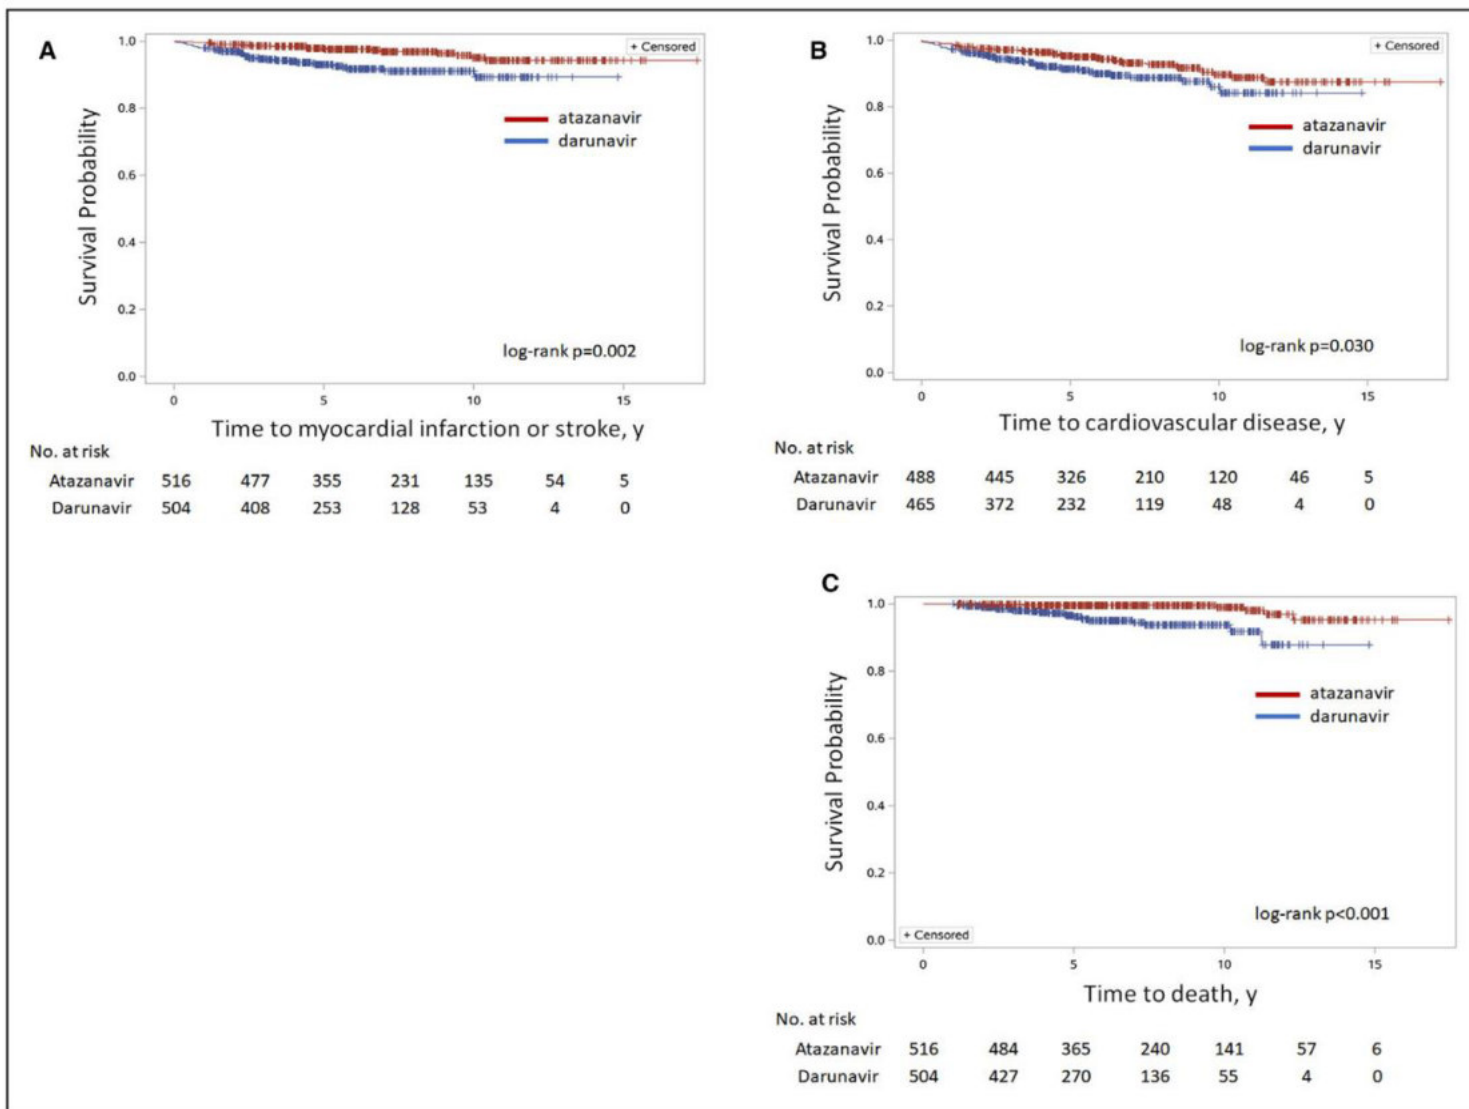 A
1.0
0.8
0.6
0.4
0.2
0.0
Survival Probability
+ Censored
atazanavir
darunavir
log-rank p=0.002
0 5 10 15
Time to myocardial infarction or stroke, y
No. at risk
Atazanavir 516 477 355 231 135 54 5
Darunavir 504 408 253 128 53 4 0
B
1.0
0.8
0.6
0.4
0.2
0.0
Survival Probability
+ Censored
atazanavir
darunavir
log-rank p=0.030
0 5 10 15
Time to cardiovascular disease, y
No. at risk
Atazanavir 488 445 326 210 120 46 5
Darunavir 465 372 232 119 48 4 0
C
1.0
0.8
0.6
0.4
0.2
0.0
Survival Probability
atazanavir
darunavir
log-rank p<0.001
+ Censored
0 5 10 15
Time to death, y
No. at risk
Atazanavir 516 484 365 240 141 57 6
Darunavir 504 427 270 136 55 4 0